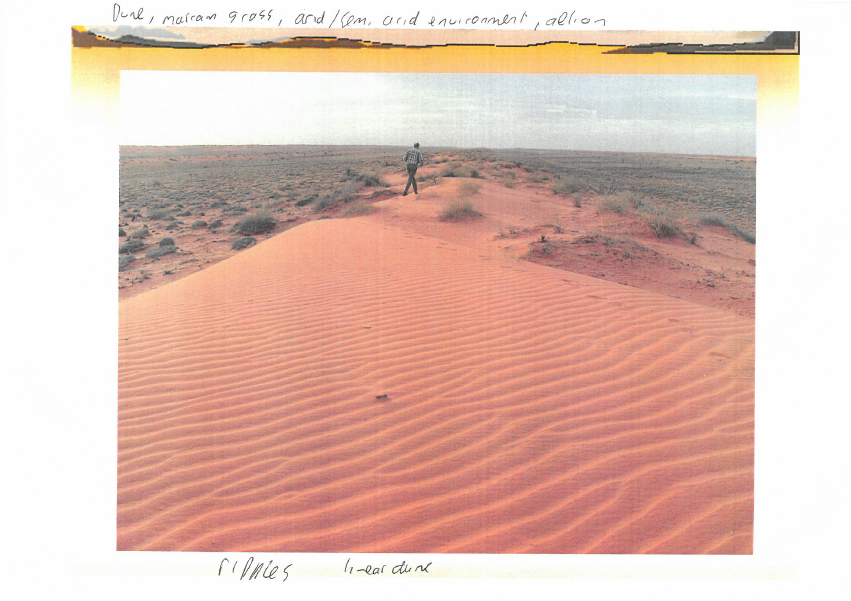 Dune, marram grass, arid/semi arid environment, aeolian
ripples linear dune